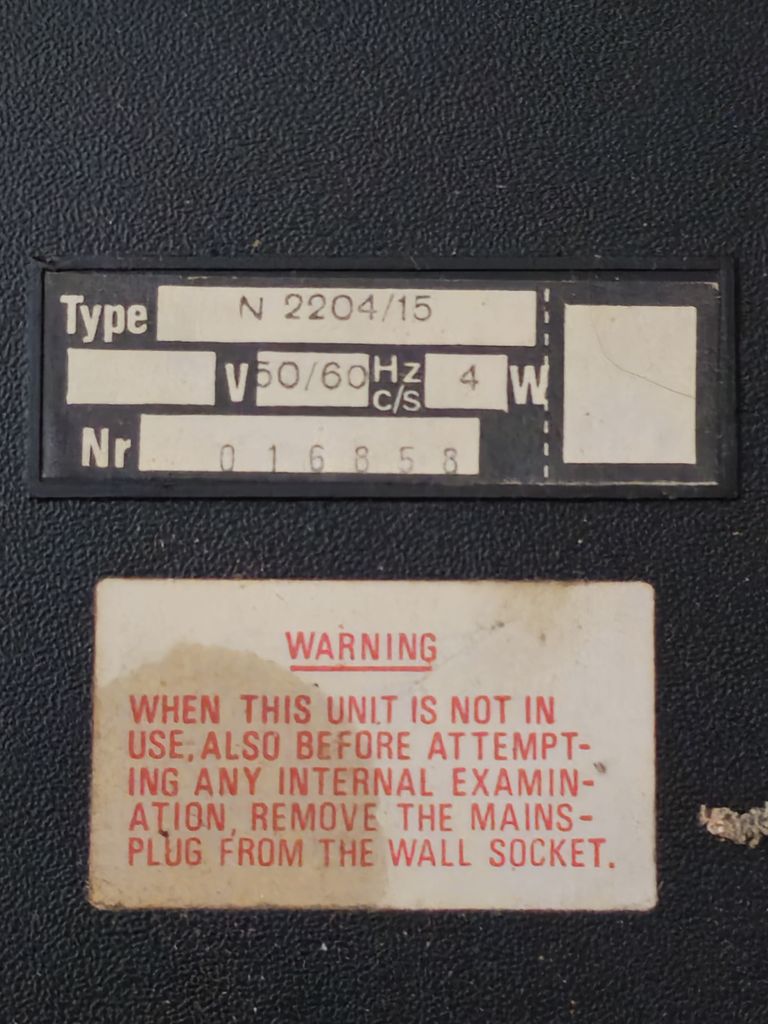 Type N 2204/15
V 50/60 Hz c/s 4 W
Nr 016858
WARNING
WHEN THIS UNIT IS NOT IN
USE, ALSO BEFORE ATTEMPT-
ING ANY INTERNAL EXAMIN-
ATION, REMOVE THE MAINS-
PLUG FROM THE WALL SOCKET.